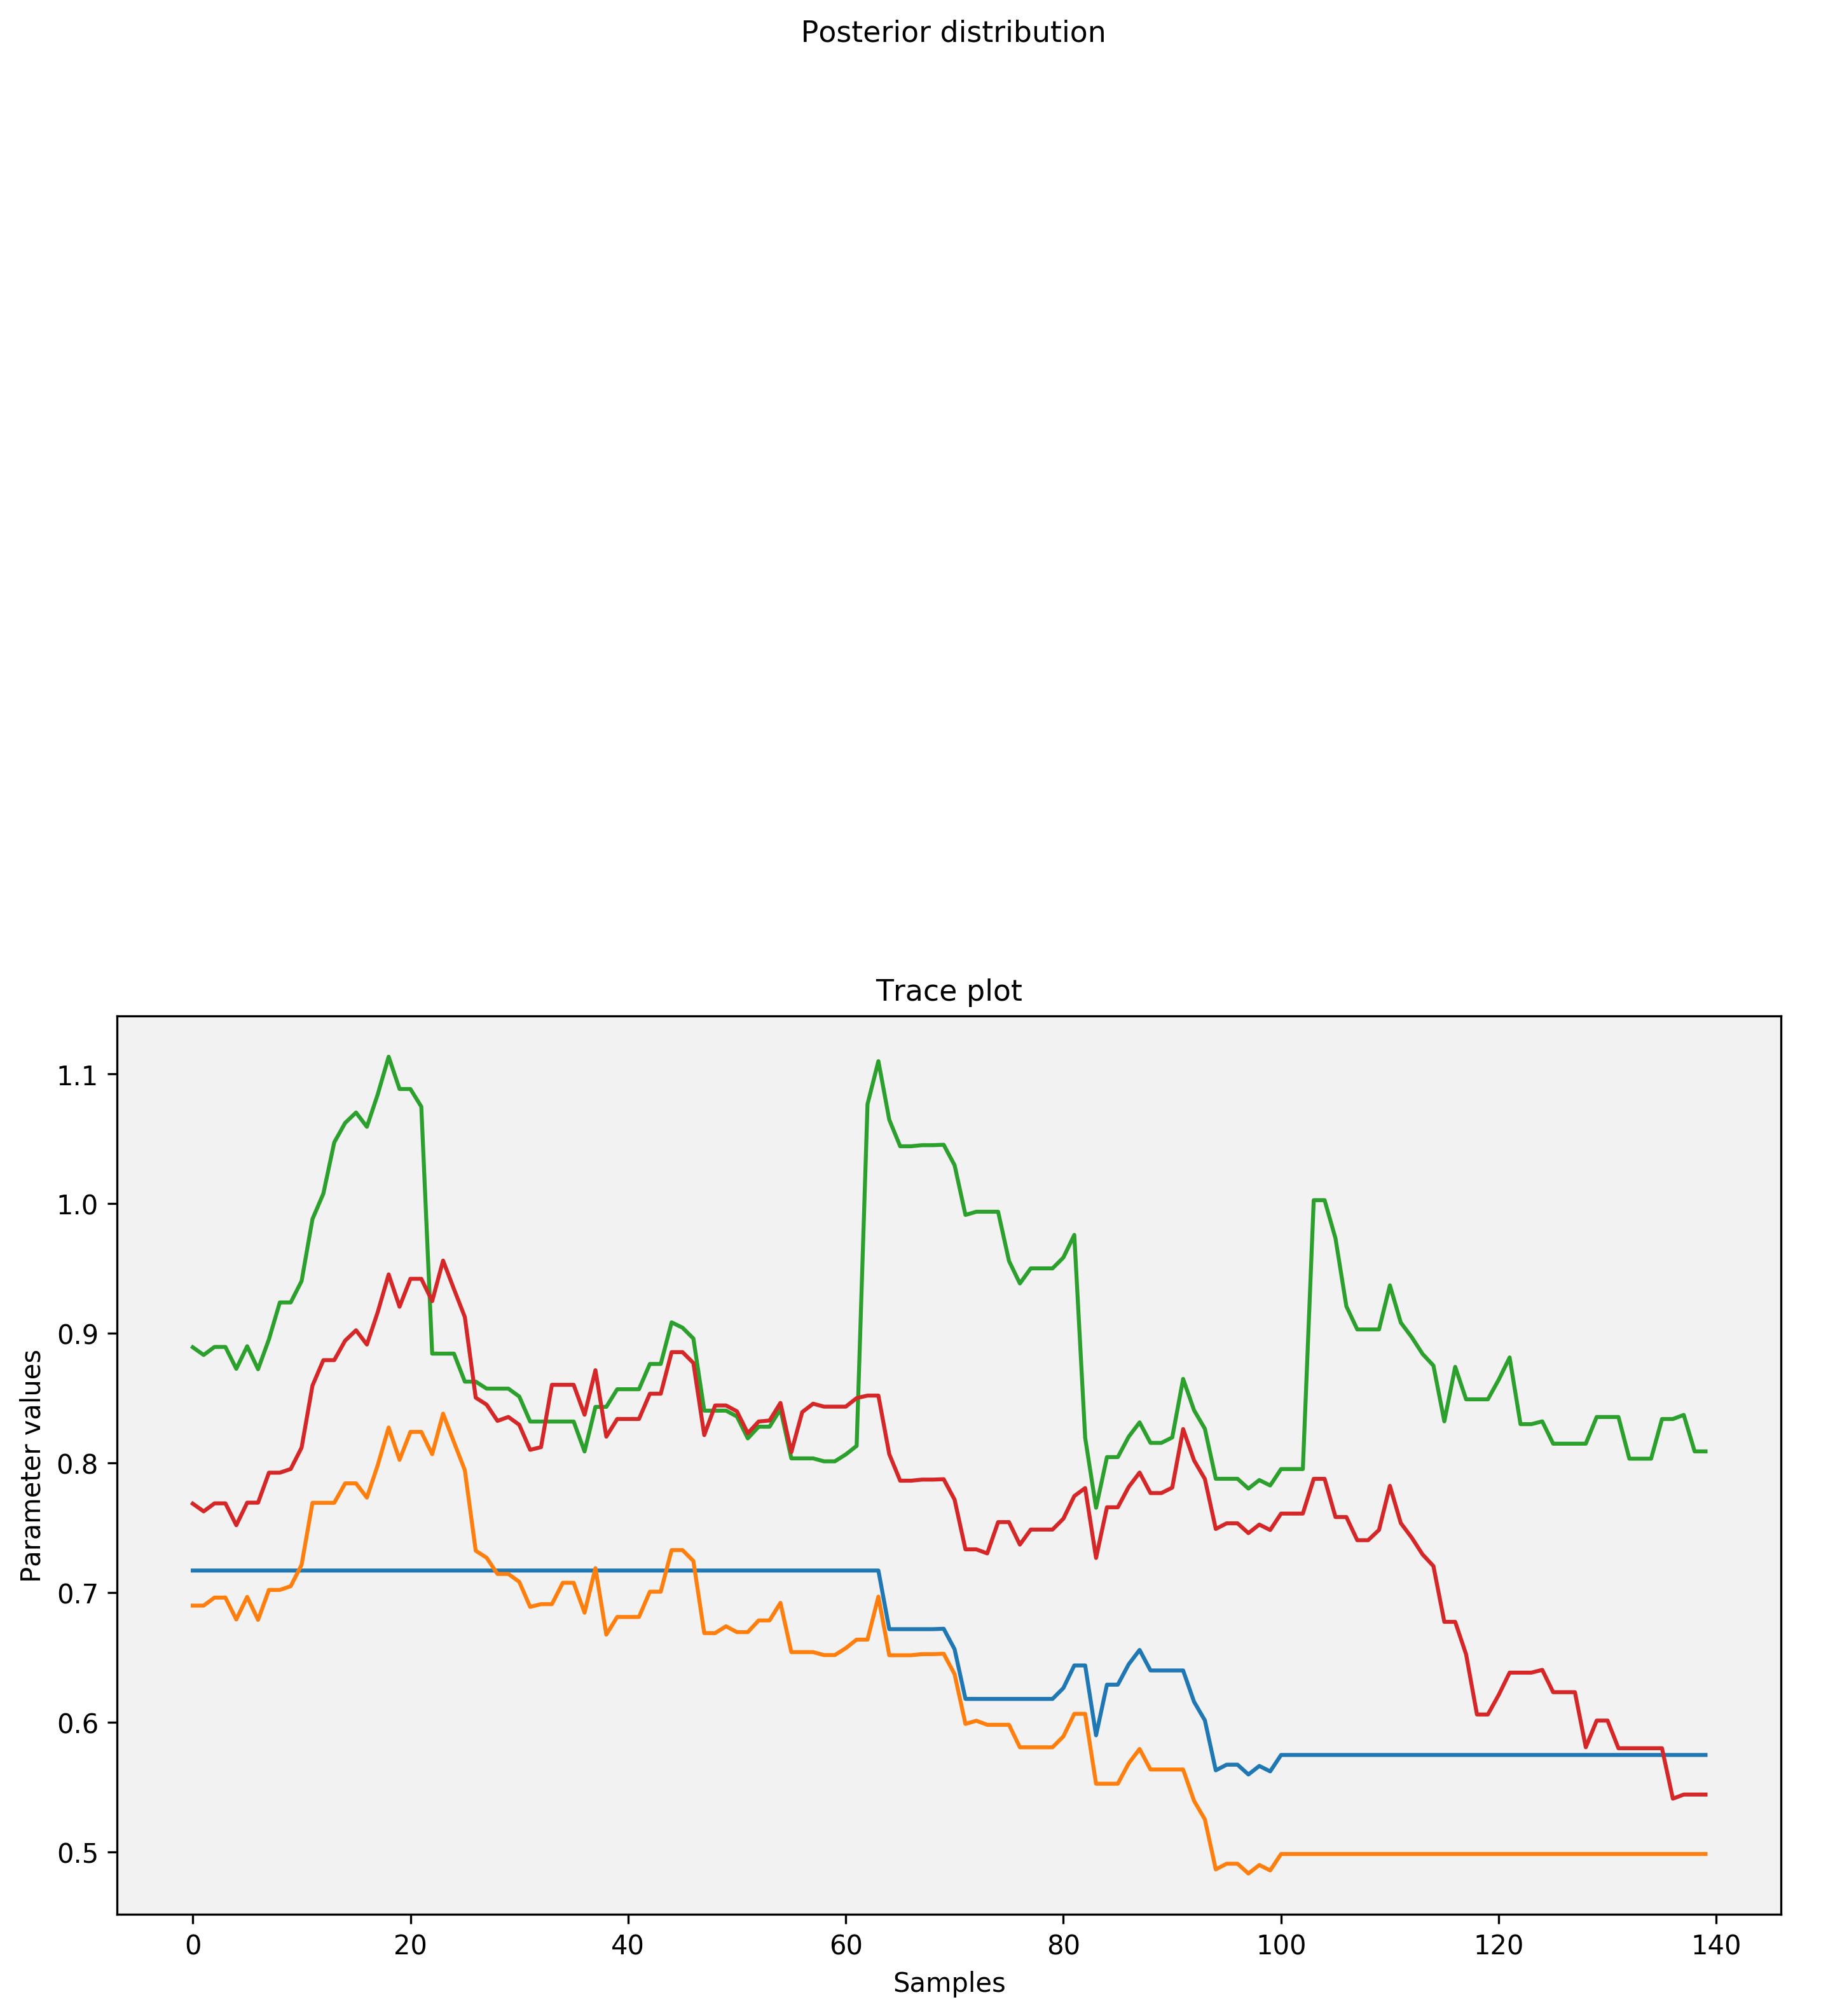 Posterior distribution
Trace plot
1.1
1.0
0.9
0.8
0.7
0.6
0.5
Parameter values
0 20 40 60 80 100 120 140
Samples